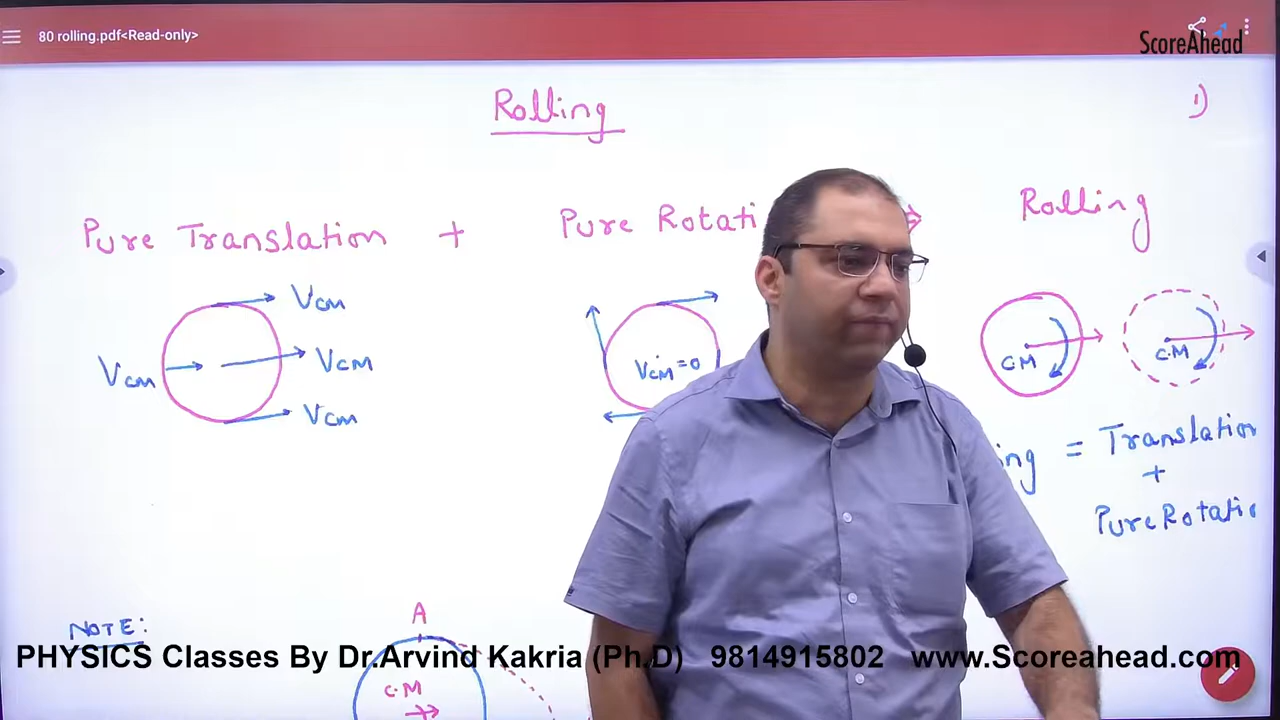 80 rolling.pdf<Read-only>
ScoreAhead
Rolling
1)
Pure Translation + Pure Rotati ⇒ Rolling
VCM
VCM
VCM
VCM
VCM=0
C.M
C.M
ing = Translation
+
Pure Rotatio
NOTE:
A
C.M
PHYSICS Classes By Dr.Arvind Kakria (Ph.D) 9814915802 www.Scoreahead.com